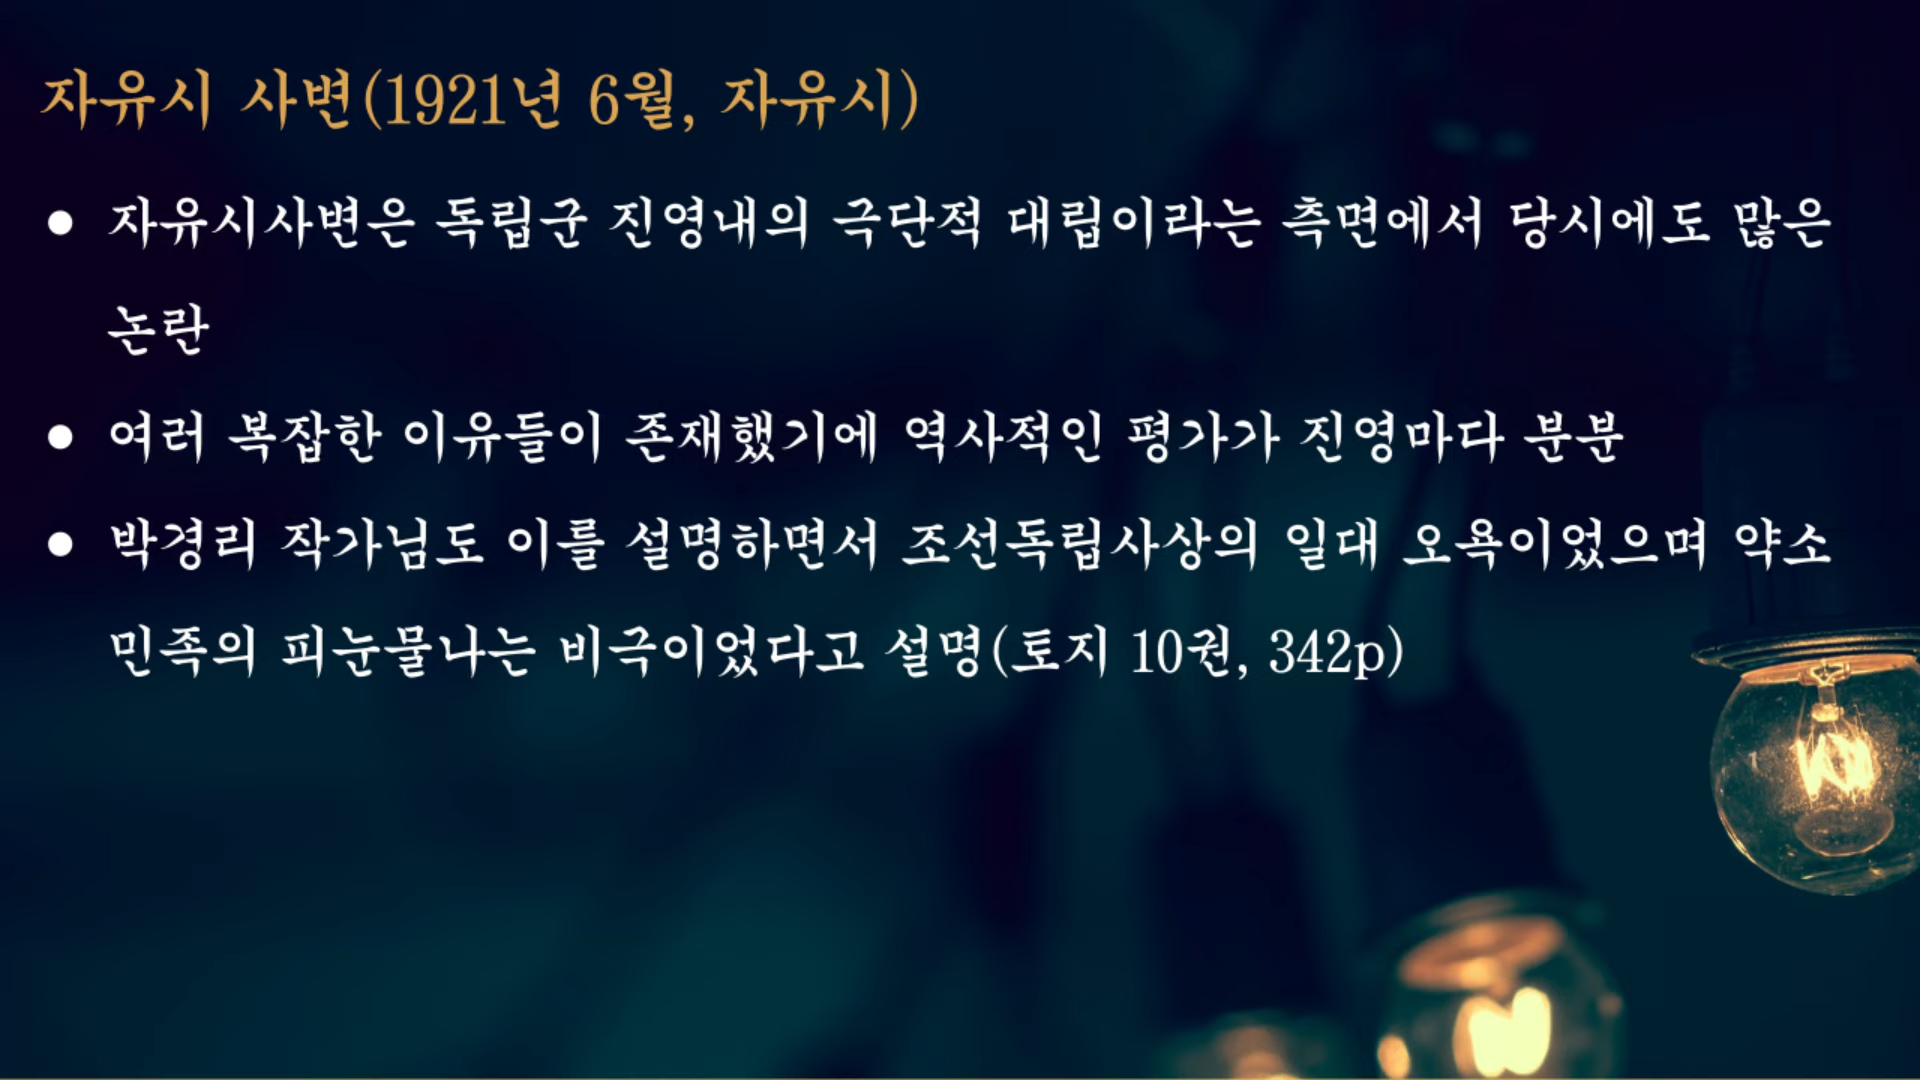 자유시 사변(1921년 6월, 자유시)
● 자유시사변은 독립군 진영내의 극단적 대립이라는 측면에서 당시에도 많은
논란
● 여러 복잡한 이유들이 존재했기에 역사적인 평가가 진영마다 분분
● 박경리 작가님도 이를 설명하면서 조선독립사상의 일대 오욕이었으며 약소
민족의 피눈물나는 비극이었다고 설명(토지 10권, 342p)